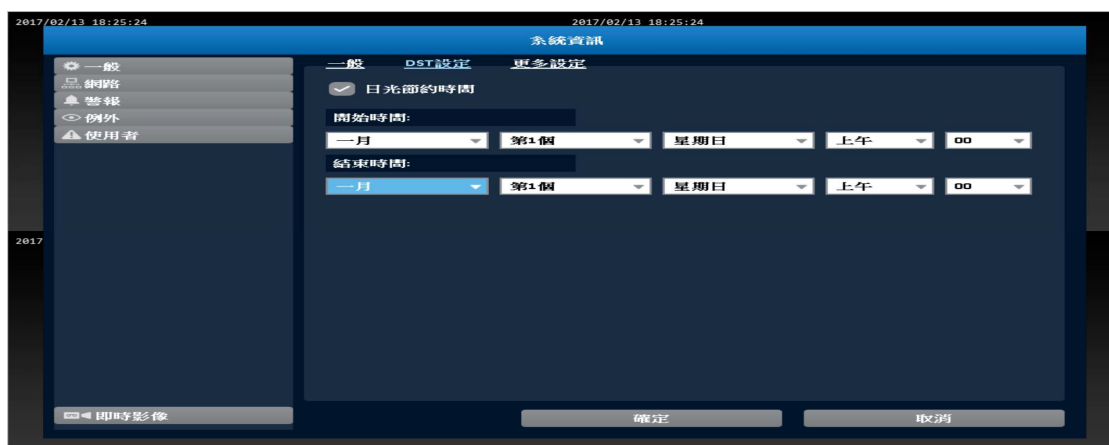 2017/02/13 18:25:24
2017/02/13 18:25:24
系統資訊
一般
網路
警報
例外
使用者
一般 DST設定 更多設定
日光節約時間
開始時間:
一月 第1個 星期日 上午 00
結束時間:
一月 第1個 星期日 上午 00
2017
即時影像
確定 取消